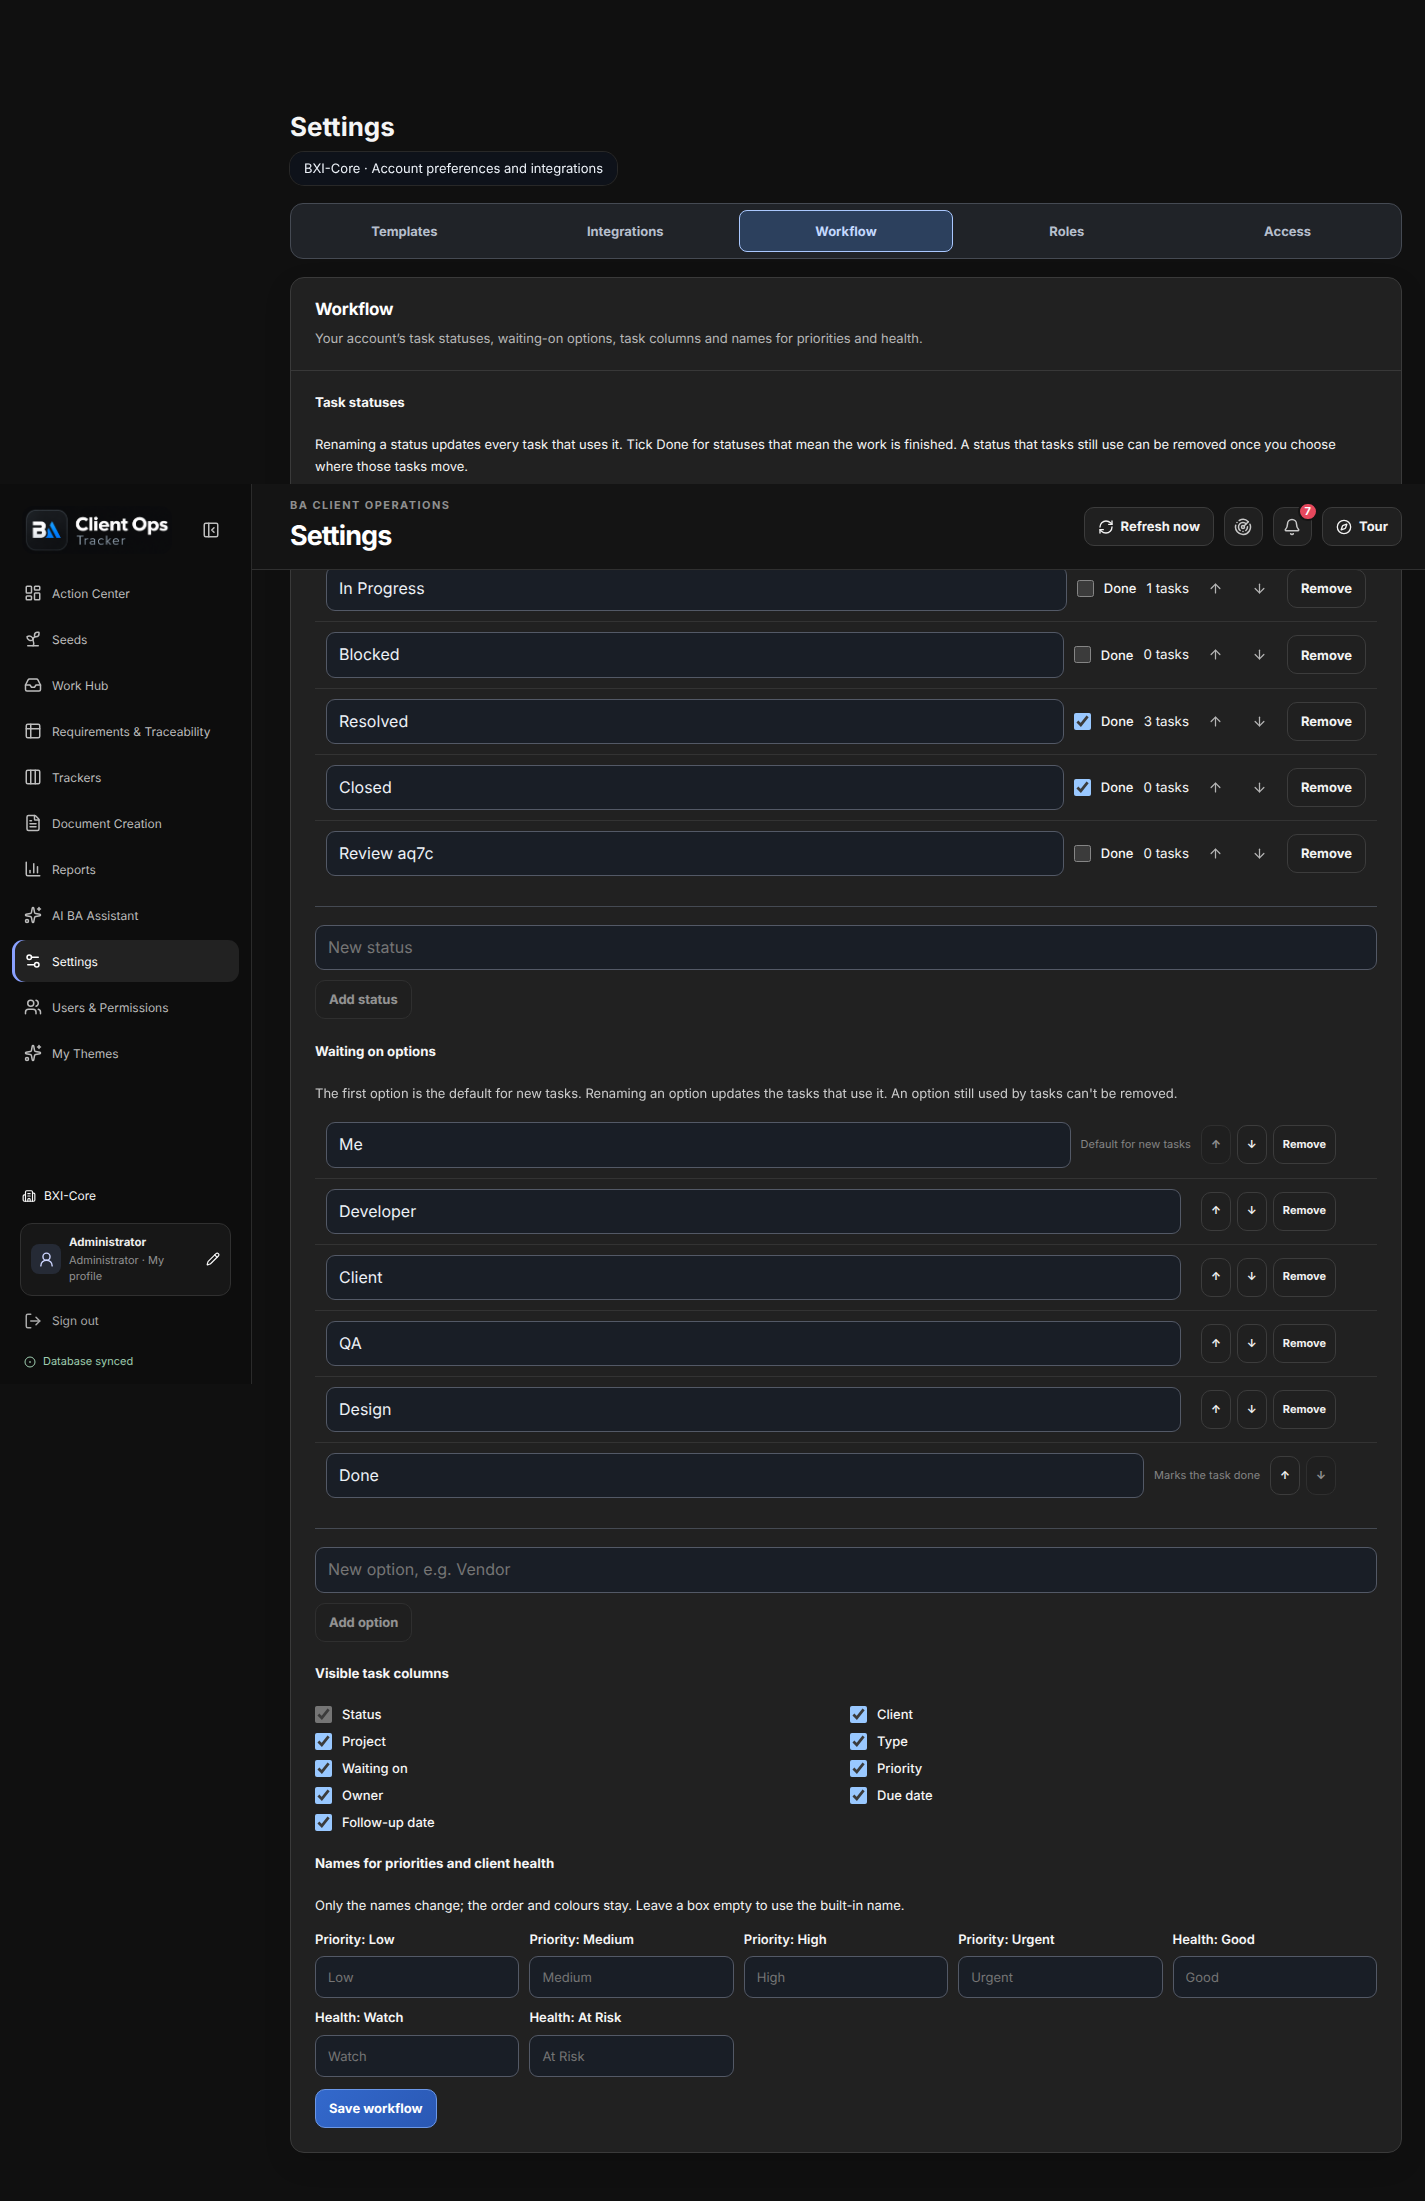 Settings
BXI-Core · Account preferences and integrations
Templates
Integrations
Workflow
Roles
Access
Workflow
Your account's task statuses, waiting-on options, task columns and names for priorities and health.
Task statuses
Renaming a status updates every task that uses it. Tick Done for statuses that mean the work is finished. A status that tasks still use can be removed once you choose
where those tasks move.
BA Client Ops
Tracker
BA CLIENT OPERATIONS
Settings
Refresh now
7
Tour
Action Center
Seeds
Work Hub
Requirements & Traceability
Trackers
Document Creation
Reports
AI BA Assistant
Settings
Users & Permissions
My Themes
BXI-Core
Administrator
Administrator · My
profile
Sign out
Database synced
In Progress Done 1 tasks ↑ ↓ Remove
Blocked Done 0 tasks ↑ ↓ Remove
Resolved Done 3 tasks ↑ ↓ Remove
Closed Done 0 tasks ↑ ↓ Remove
Review aq7c Done 0 tasks ↑ ↓ Remove
New status
Add status
Waiting on options
The first option is the default for new tasks. Renaming an option updates the tasks that use it. An option still used by tasks can't be removed.
Me Default for new tasks ↑ ↓ Remove
Developer ↑ ↓ Remove
Client ↑ ↓ Remove
QA ↑ ↓ Remove
Design ↑ ↓ Remove
Done Marks the task done ↑ ↓
New option, e.g. Vendor
Add option
Visible task columns
Status Client
Project Type
Waiting on Priority
Owner Due date
Follow-up date
Names for priorities and client health
Only the names change; the order and colours stay. Leave a box empty to use the built-in name.
Priority: Low Priority: Medium Priority: High Priority: Urgent Health: Good
Low Medium High Urgent Good
Health: Watch Health: At Risk
Watch At Risk
Save workflow